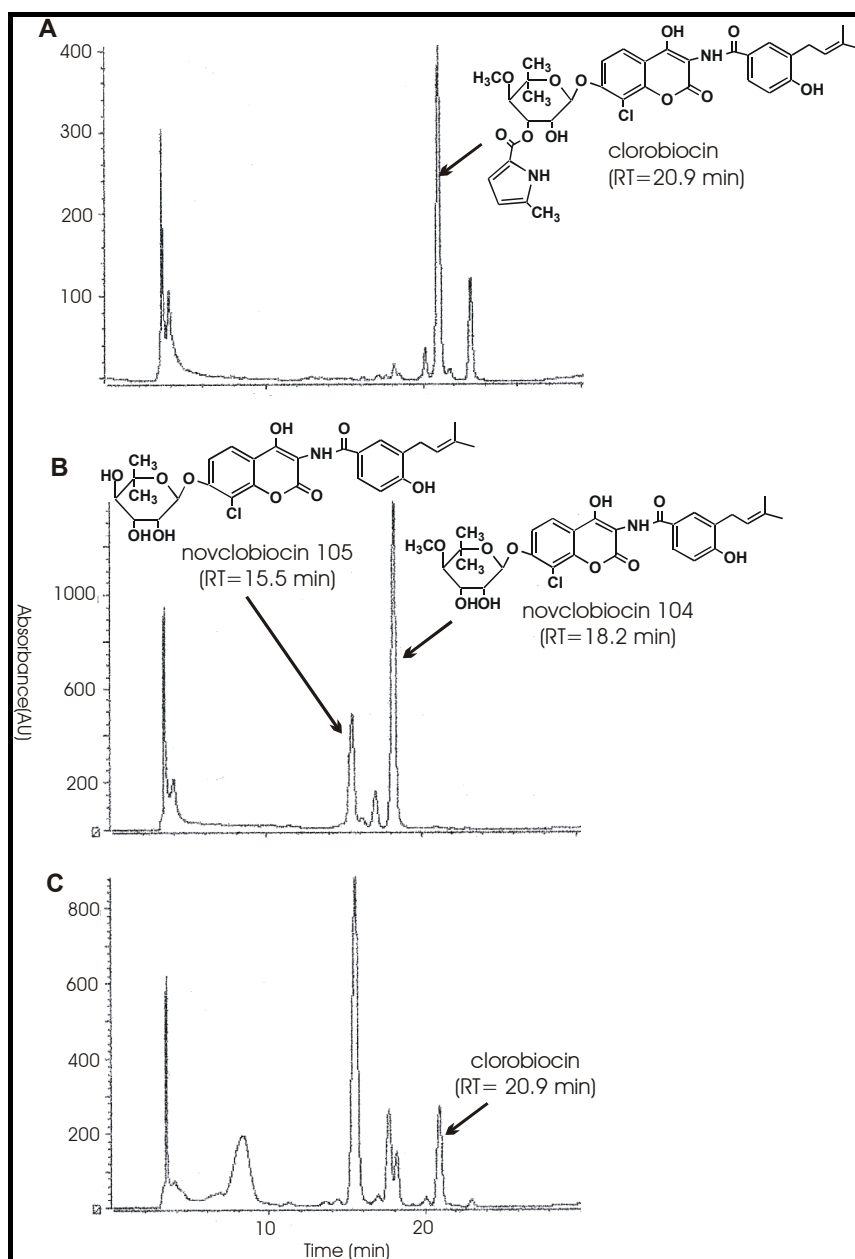 A
400
300
200
100
OH
O
NH
CH₃
O
H₃CO
CH₃
O
O
O
OH
Cl
O
O
OH
O
NH
CH₃
clorobiocin
(RT=20.9 min)
B
OH
O
NH
CH₃
HO
O
O
CH₃
O
O
OH
Cl
OHOH
novclobiocin 105
(RT=15.5 min)
OH
O
NH
CH₃
H₃CO
O
O
CH₃
O
O
OH
Cl
OHOH
novclobiocin 104
(RT=18.2 min)
1000
600
200
0
Absorbance(AU)
C
800
600
400
200
0
clorobiocin
(RT= 20.9 min)
10
20
Time (min)